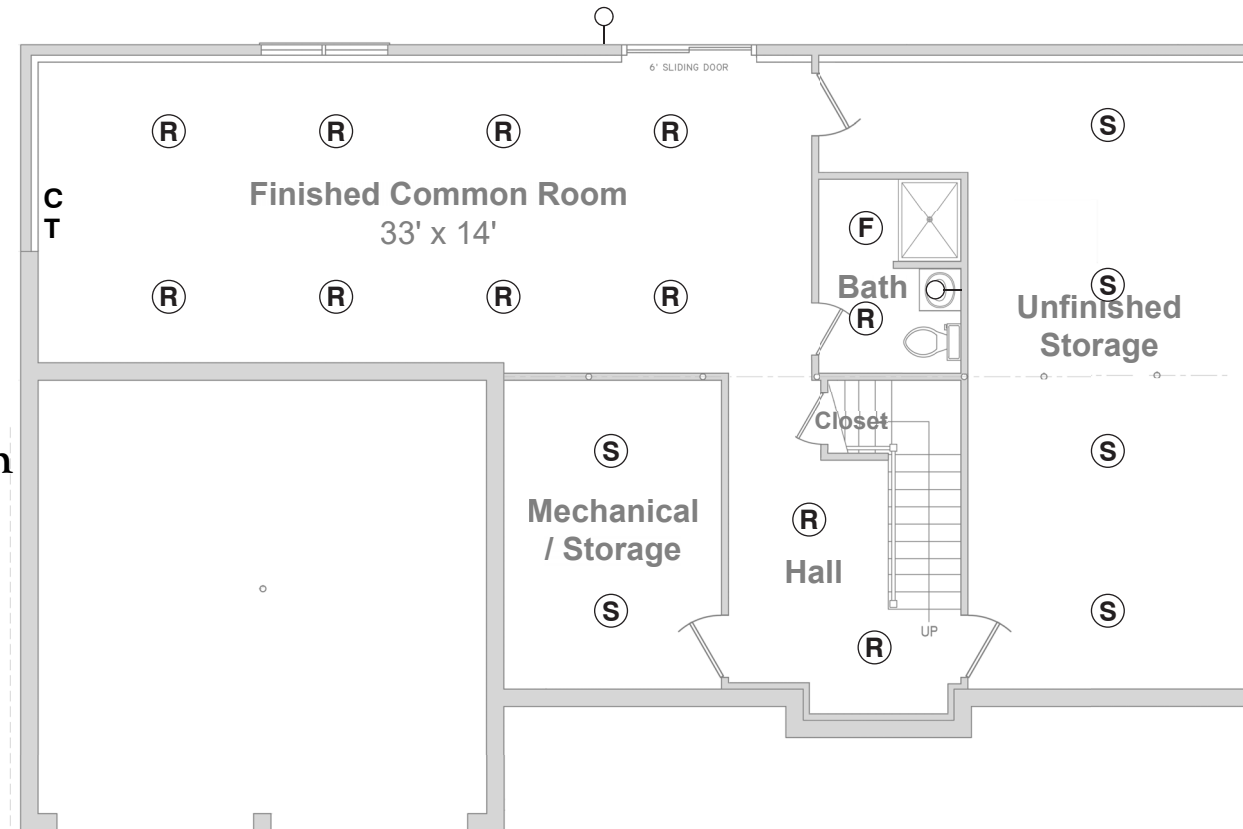 6' SLIDING DOOR
R R R R
S
C
T
Finished Common Room
33' x 14'
F
R R R R
Bath
R
S
Unfinished
Storage
Closet
n
S
S
Mechanical
/ Storage
R
Hall
S
S
UP
R